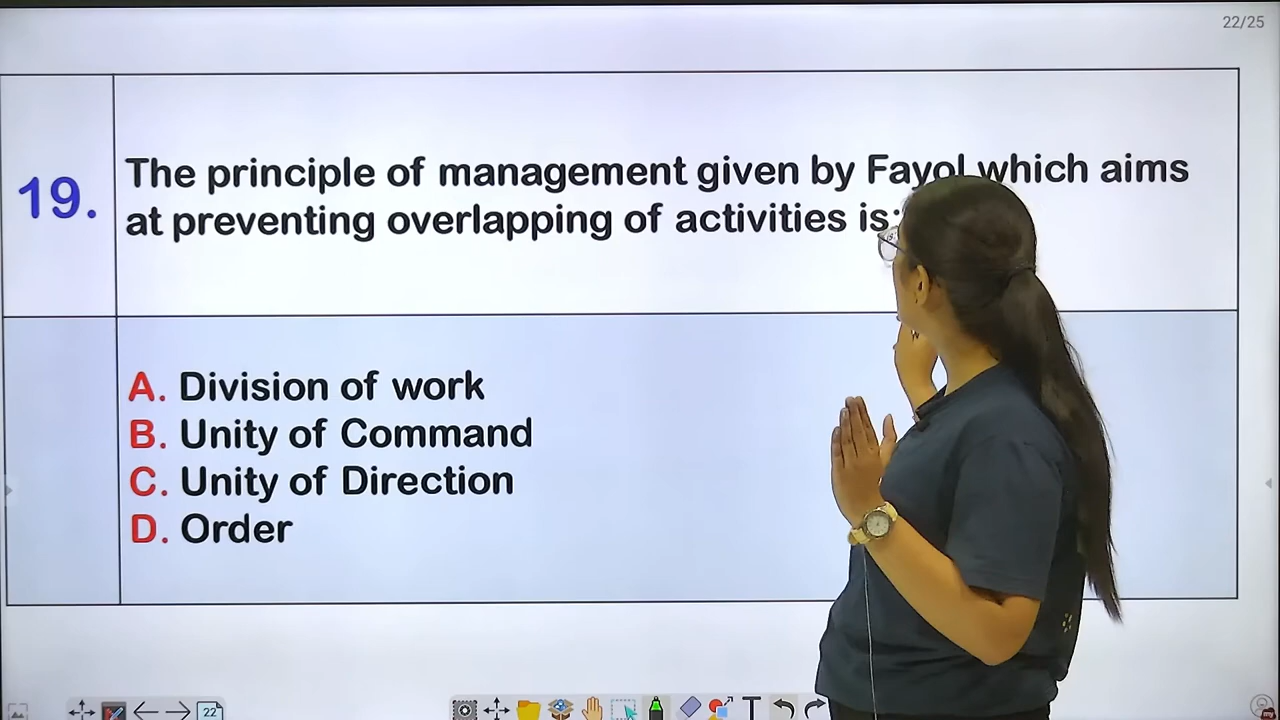 22/25
19.
The principle of management given by Fayol which aims
at preventing overlapping of activities is:
A. Division of work
B. Unity of Command
C. Unity of Direction
D. Order
22